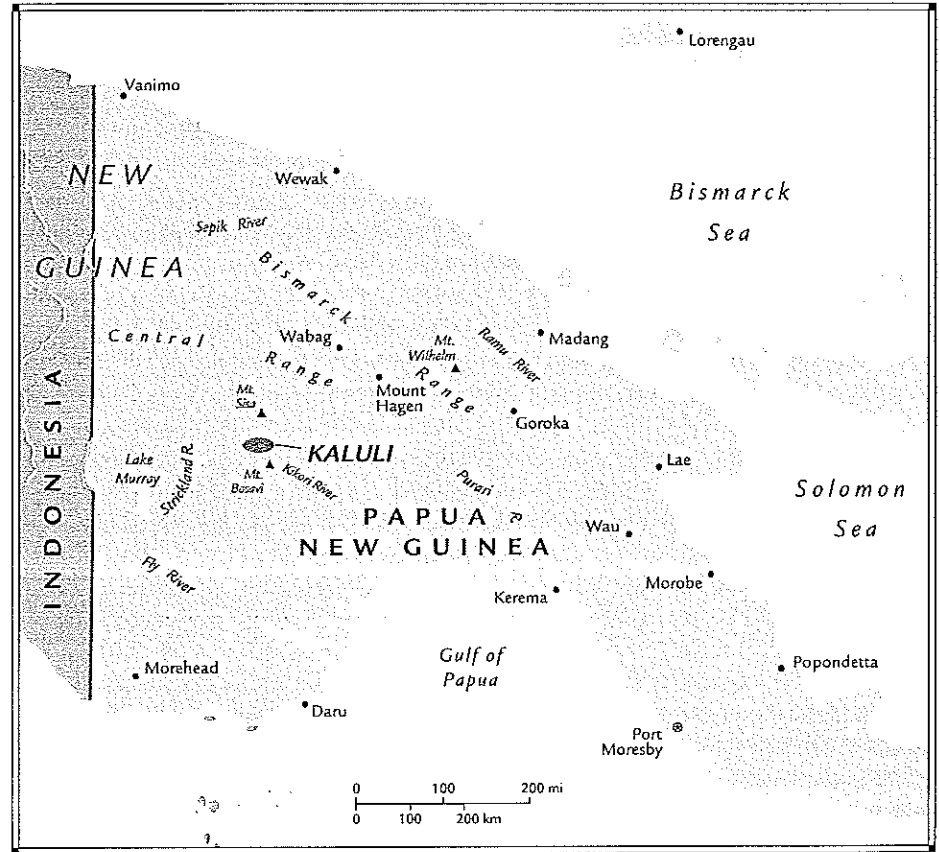 Lorengau
Vanimo
NEW
Wewak
Bismarck
Sea
Sepik River
GUINEA
Bismarck
Central
Wabag
Mt.
Wilhelm
Ramu River
Madang
Range
Range
Mount
Hagen
Mt.
Sisa
Goroka
INDONESIA
KALULI
Lake
Murray
Strickland R.
Mt.
Bosavi
Kikori River
Purari
R
Lae
Solomon
Sea
PAPUA
NEW GUINEA
Wau
Fly River
Kerema
Morobe
Gulf of
Papua
Morehead
Popondetta
Daru
Port
Moresby
0 200 mi
0 100 200 km